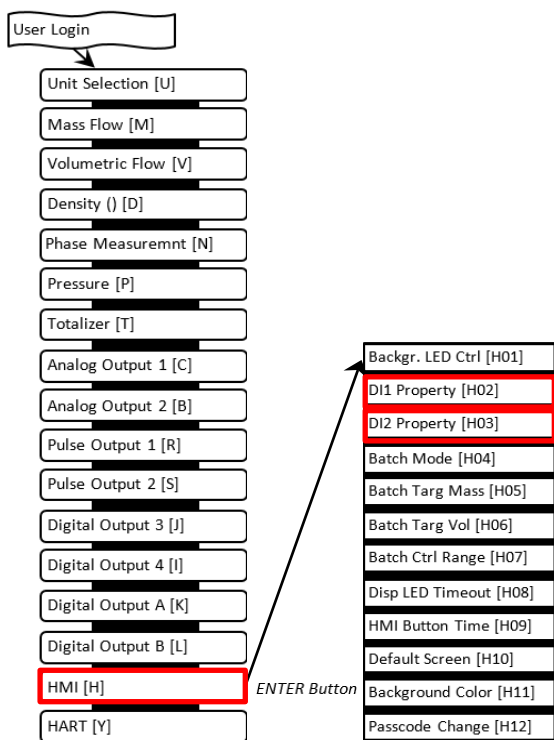 User Login
Unit Selection [U]
Mass Flow [M]
Volumetric Flow [V]
Density () [D]
Phase Measuremnt [N]
Pressure [P]
Totalizer [T]
Analog Output 1 [C]
Analog Output 2 [B]
Pulse Output 1 [R]
Pulse Output 2 [S]
Digital Output 3 [J]
Digital Output 4 [I]
Digital Output A [K]
Digital Output B [L]
HMI [H]
HART [Y]
ENTER Button
Backgr. LED Ctrl [H01]
DI1 Property [H02]
DI2 Property [H03]
Batch Mode [H04]
Batch Targ Mass [H05]
Batch Targ Vol [H06]
Batch Ctrl Range [H07]
Disp LED Timeout [H08]
HMI Button Time [H09]
Default Screen [H10]
Background Color [H11]
Passcode Change [H12]